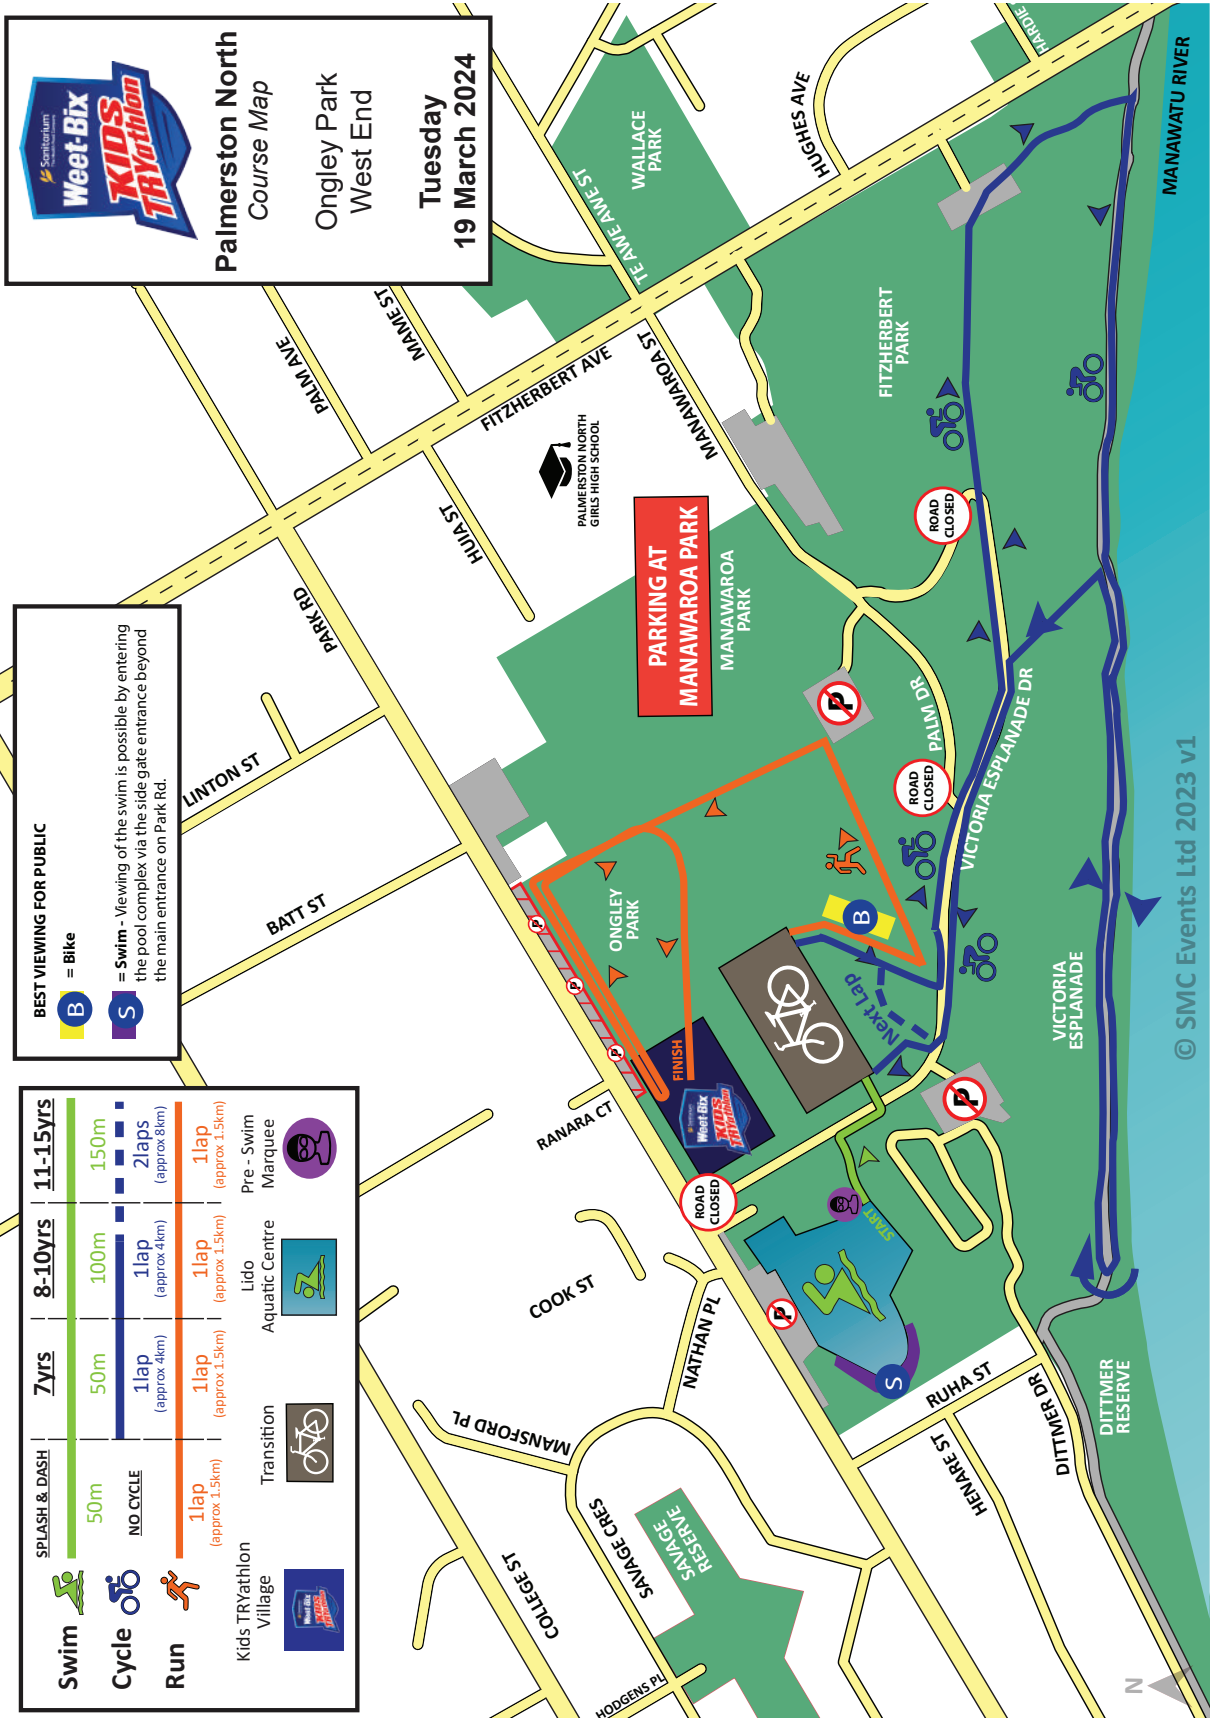 Sanitarium
Weet-Bix
KIDS
TRYathlon
Palmerston North
Course Map
Ongley Park
West End
Tuesday
19 March 2024
BEST VIEWING FOR PUBLIC
B = Bike
S = Swim - Viewing of the swim is possible by entering
the pool complex via the side gate entrance beyond
the main entrance on Park Rd.
SPLASH & DASH 7yrs 8-10yrs 11-15yrs
Swim 50m 50m 100m 150m
Cycle NO CYCLE 1lap 1lap 2laps
(approx 4km) (approx 4km) (approx 8km)
Run 1lap 1lap 1lap 1lap
(approx 1.5km) (approx 1.5km) (approx 1.5km) (approx 1.5km)
Kids TRYathlon
Village
Transition
Lido
Aquatic Centre
Pre - Swim
Marquee
Weet-Bix
KIDS
TRYathlon
HODGENS PL
COLLEGE ST
SAVAGE CRES
SAVAGE
RESERVE
MANSFORD PL
NATHAN PL
COOK ST
RANARA CT
BATT ST
LINTON ST
PARK RD
HUIA ST
PALM AVE
MAME ST
FITZHERBERT AVE
PALMERSTON NORTH
GIRLS HIGH SCHOOL
MANAWAROA ST
TE AWE AWE ST
WALLACE
PARK
HUGHES AVE
HARDIE
MANAWATU RIVER
FITZHERBERT
PARK
PARKING AT
MANAWAROA PARK
MANAWAROA
PARK
PALM DR
VICTORIA ESPLANADE DR
ROAD
CLOSED
ROAD
CLOSED
ROAD
CLOSED
P
P
P
P
P
P
ONGLEY
PARK
FINISH
Weet-Bix
KIDS
TRYathlon
B
Next Lap
START
S
RUHA ST
HENARE ST
DITTMER DR
DITTMER
RESERVE
VICTORIA
ESPLANADE
N
© SMC Events Ltd 2023 v1